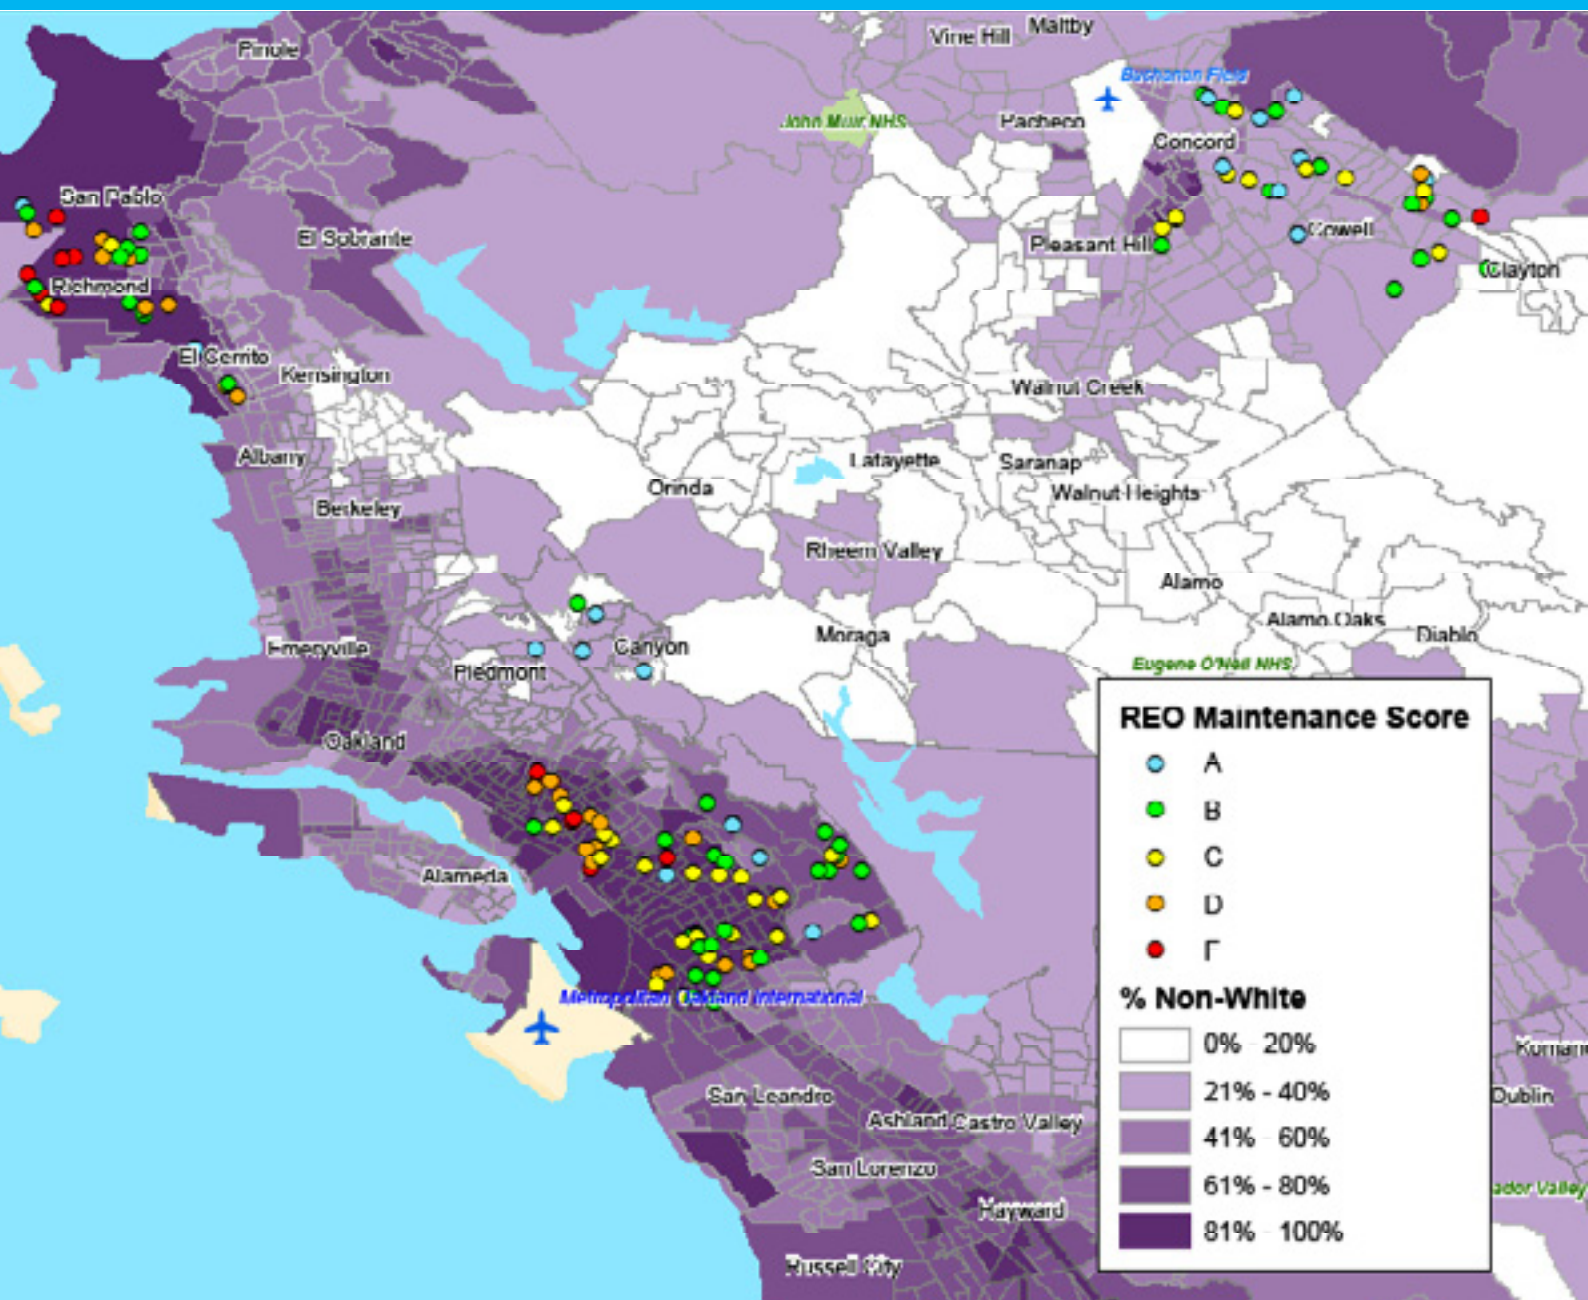 Pinole
Vine Hill
Maltby
Buchanan Field
John Muir NHS
Pacheco
Concord
San Pablo
El Sobrante
Pleasant Hill
Cowell
Clayton
Richmond
El Cerrito
Kensington
Walnut Creek
Albany
Lafayette
Saranap
Orinda
Walnut Heights
Berkeley
Rheem Valley
Alamo
Alamo Oaks
Diablo
Emeryville
Canyon
Moraga
Piedmont
Eugene O'Neill NHS
Oakland
Alameda
Metropolitan Oakland International
San Leandro
Ashland
Castro Valley
San Lorenzo
Hayward
Russell City
Dublin
ador Valley
REO Maintenance Score
A
B
C
D
F
% Non-White
0% - 20%
21% - 40%
41% - 60%
61% - 80%
81% - 100%